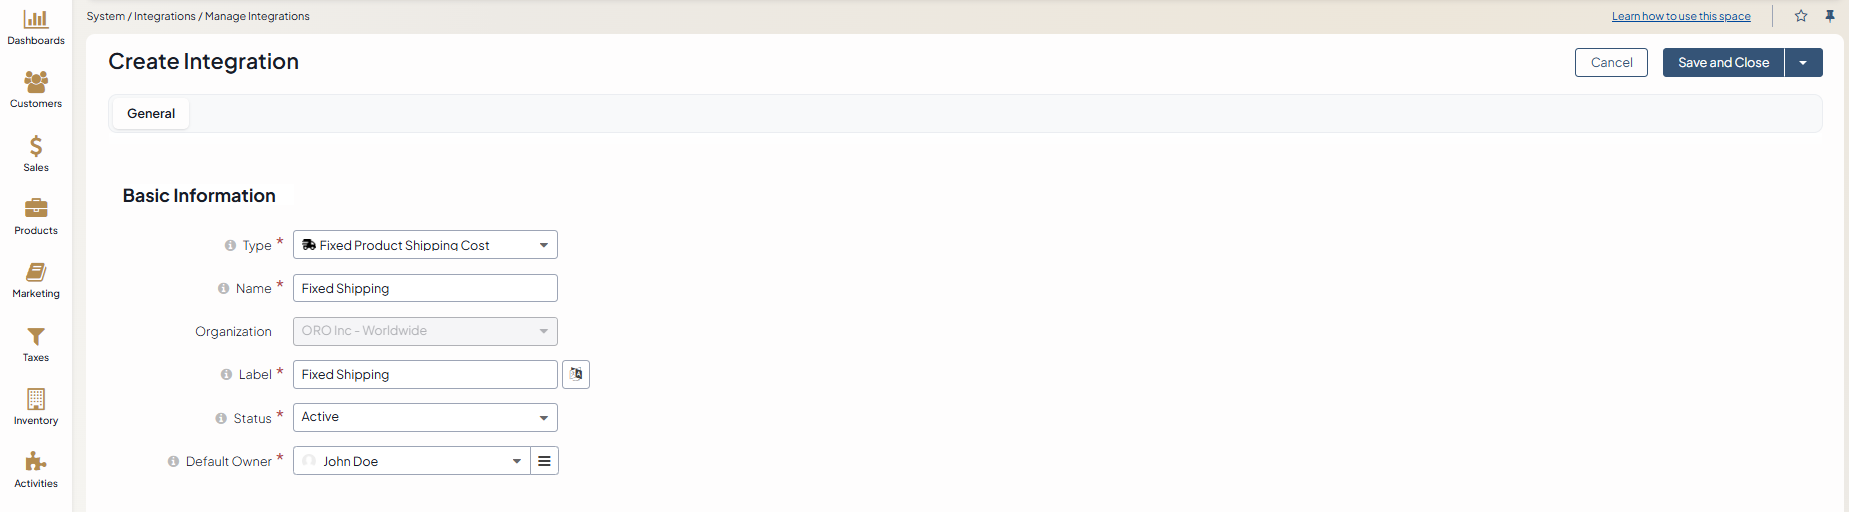 System / Integrations / Manage Integrations
Learn how to use this space
Dashboards
Customers
Sales
Products
Marketing
Taxes
Inventory
Activities
Create Integration
Cancel
Save and Close
General
Basic Information
Type * Fixed Product Shipping Cost
Name * Fixed Shipping
Organization ORO Inc - Worldwide
Label * Fixed Shipping
Status * Active
Default Owner * John Doe